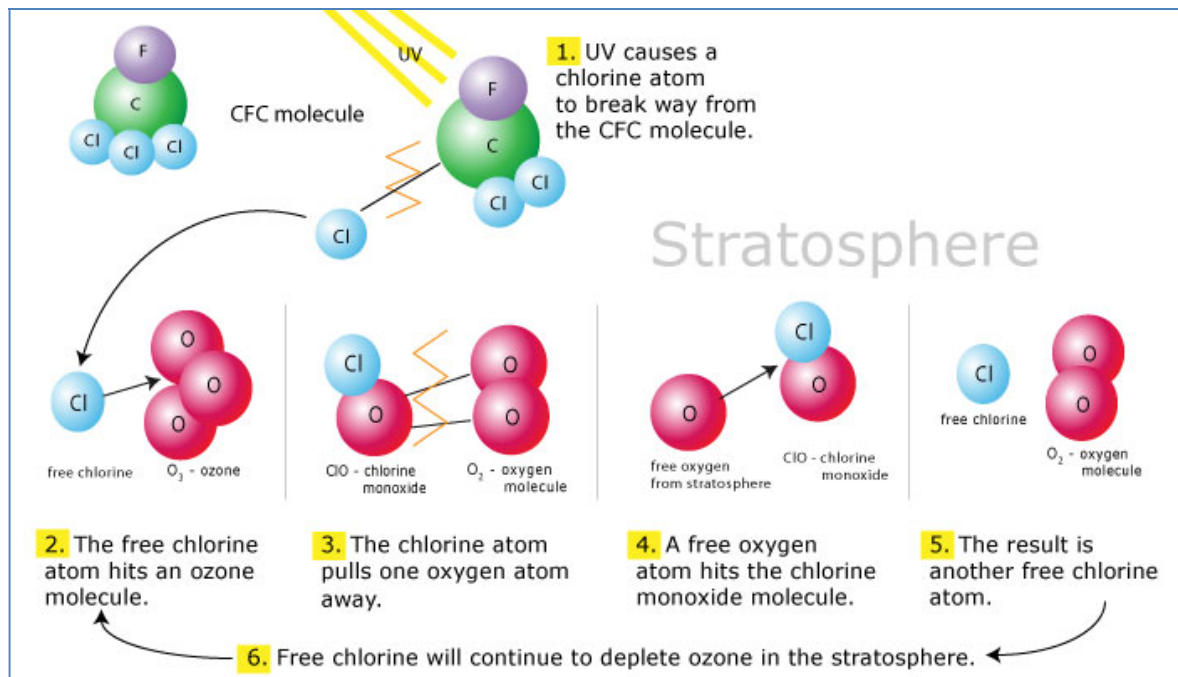 F
C
Cl Cl Cl
CFC molecule
UV
F
C
Cl Cl
Cl
1. UV causes a
chlorine atom
to break way from
the CFC molecule.
Stratosphere
Cl
O
O
O
free chlorine
O₃ - ozone
Cl
O
O
O
ClO - chlorine
monoxide
O₂ - oxygen
molecule
O
Cl
O
free oxygen
from stratosphere
ClO - chlorine
monoxide
Cl
free chlorine
O
O
O₂ - oxygen
molecule
2. The free chlorine
atom hits an ozone
molecule.
3. The chlorine atom
pulls one oxygen atom
away.
4. A free oxygen
atom hits the chlorine
monoxide molecule.
5. The result is
another free chlorine
atom.
6. Free chlorine will continue to deplete ozone in the stratosphere.